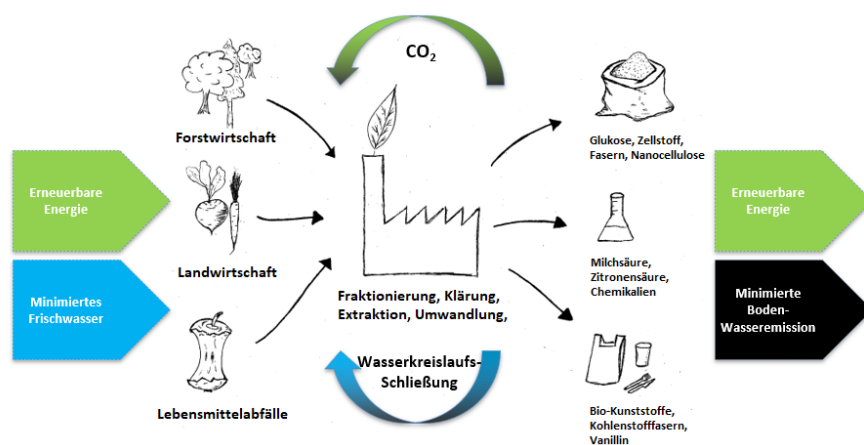 CO2
Forstwirtschaft
Glukose, Zellstoff,
Fasern, Nanocellulose
Erneuerbare
Energie
Erneuerbare
Energie
Landwirtschaft
Milchsäure,
Zitronensäure,
Chemikalien
Minimiertes
Frischwasser
Fraktionierung, Klärung,
Extraktion, Umwandlung,
Minimierte
Boden-
Wasseremission
Wasserkreislaufs-
Schließung
Lebensmittelabfälle
Bio-Kunststoffe,
Kohlenstofffasern,
Vanillin